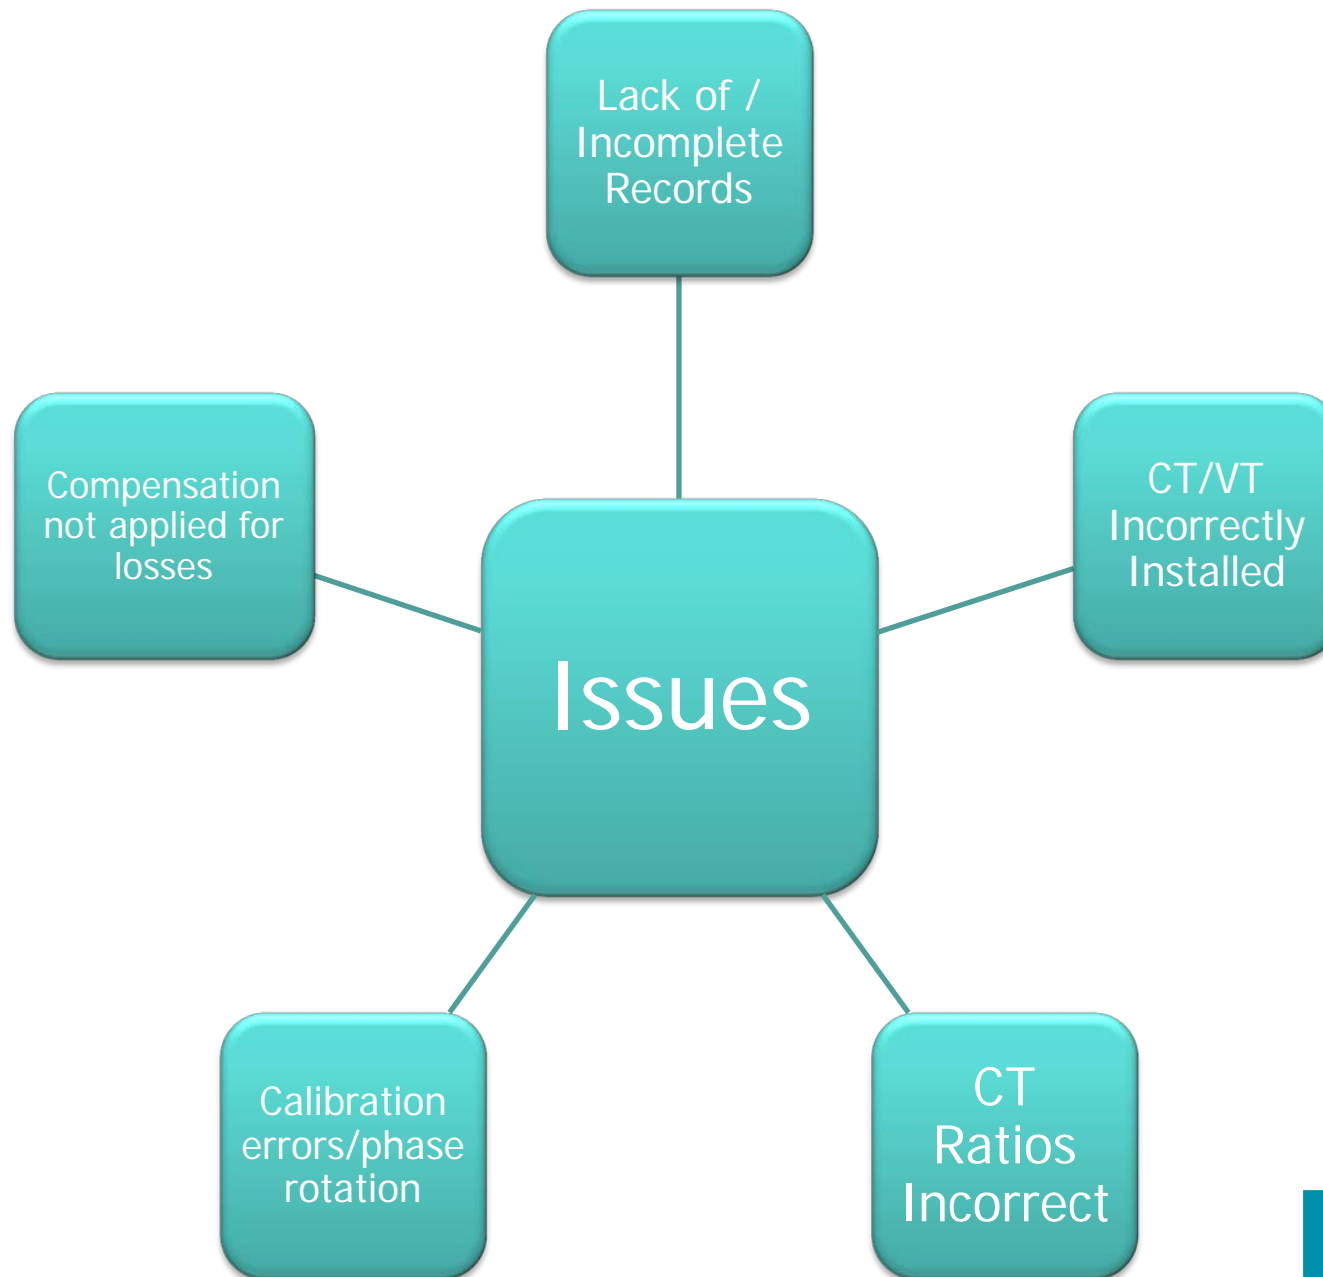 Lack of /
Incomplete
Records
Compensation
not applied for
losses
CT/VT
Incorrectly
Installed
Issues
Calibration
errors/phase
rotation
CT
Ratios
Incorrect